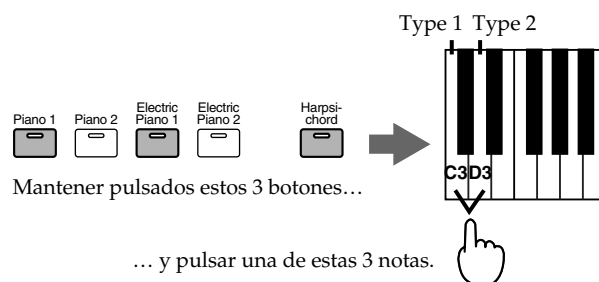 Type 1 Type 2
Piano 1 Piano 2 Electric Piano 1 Electric Piano 2 Harpsi-chord
C3 D3
Mantener pulsados estos 3 botones…
… y pulsar una de estas 3 notas.